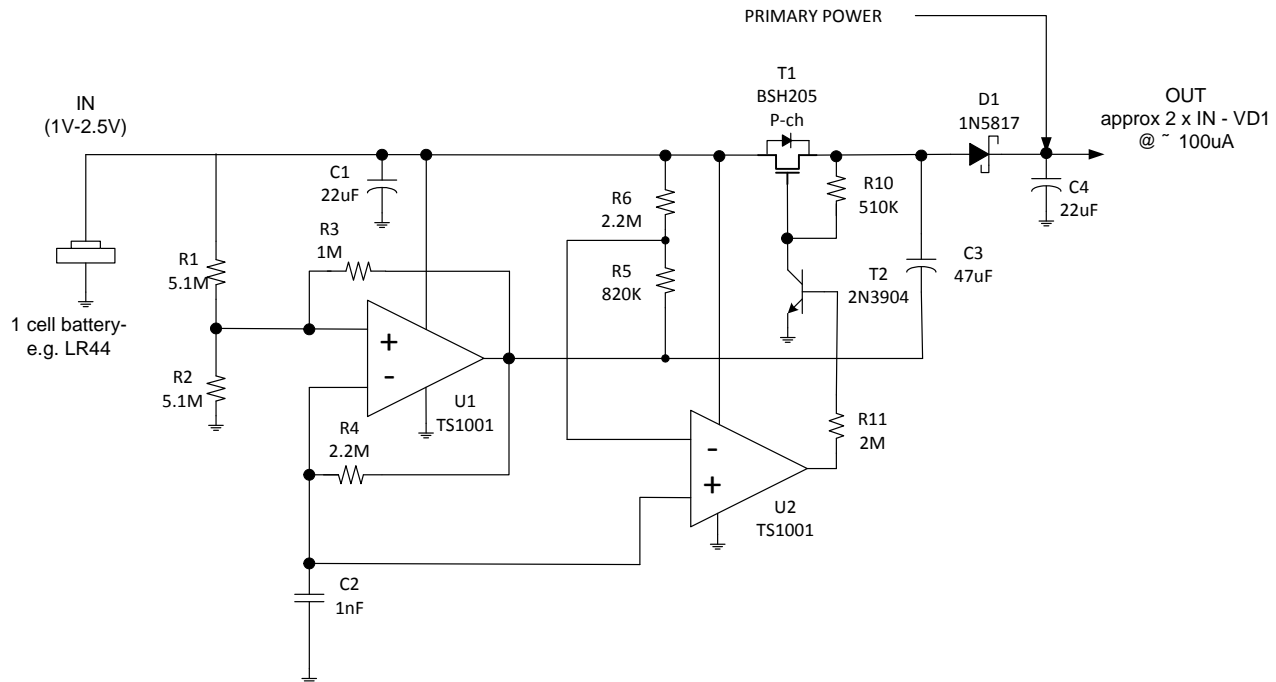 PRIMARY POWER
T1
BSH205
P-ch
D1
1N5817
OUT
approx 2 x IN - VD1
@ ~ 100uA
IN
(1V-2.5V)
C1
22uF
R6
2.2M
R10
510K
C4
22uF
R3
1M
R1
5.1M
R5
820K
T2
2N3904
C3
47uF
1 cell battery-
e.g. LR44
+
-
R2
5.1M
U1
TS1001
R4
2.2M
R11
2M
-
+
U2
TS1001
C2
1nF